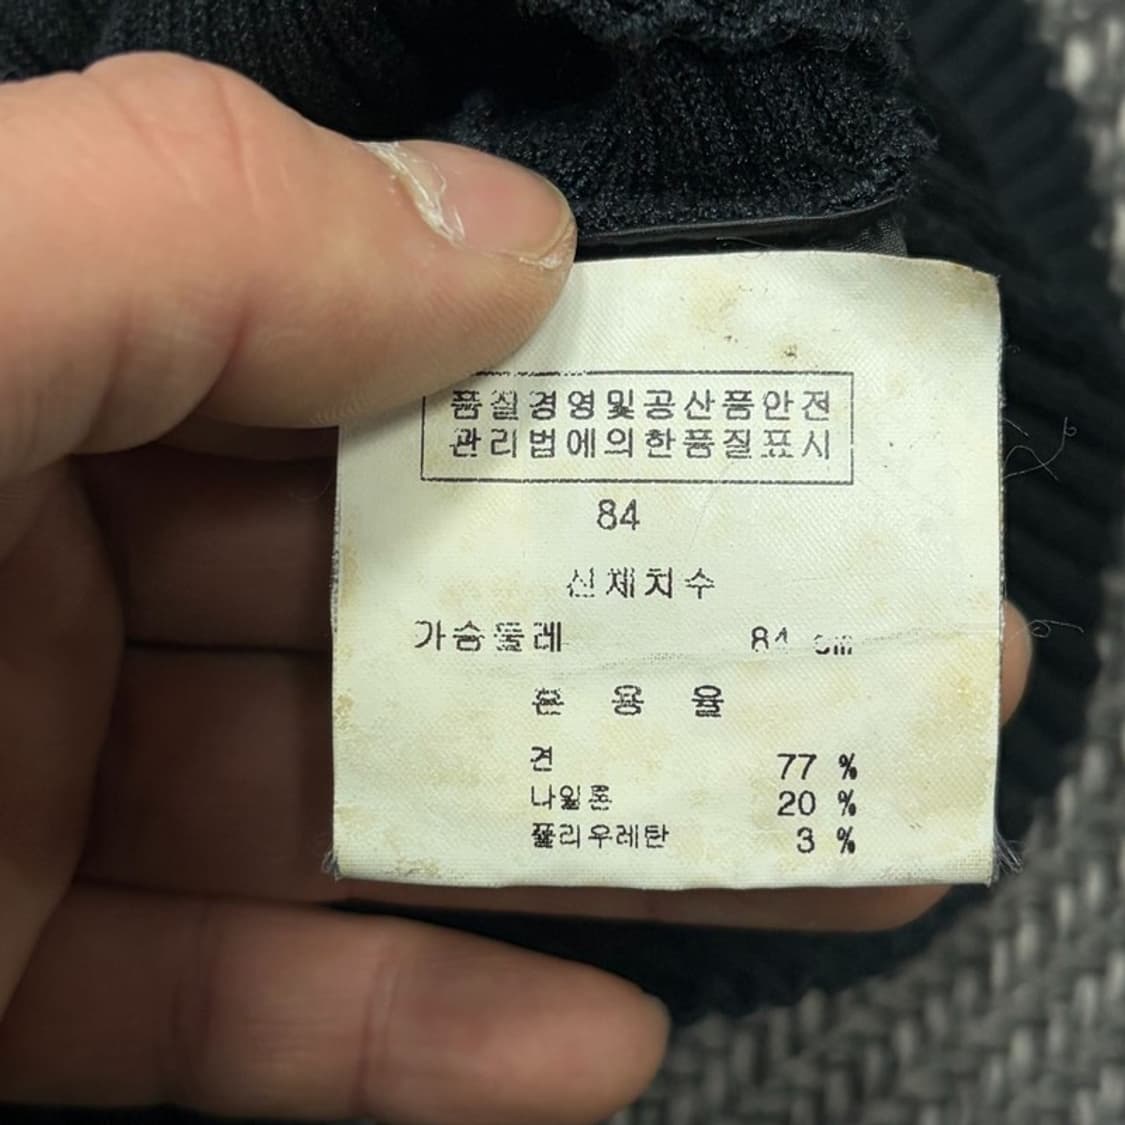 품질경영및공산품안전
관리법에의한품질표시
84
신체치수
가슴둘레 84 cm
혼 용 율
견 77 %
나일론 20 %
폴리우레탄 3 %